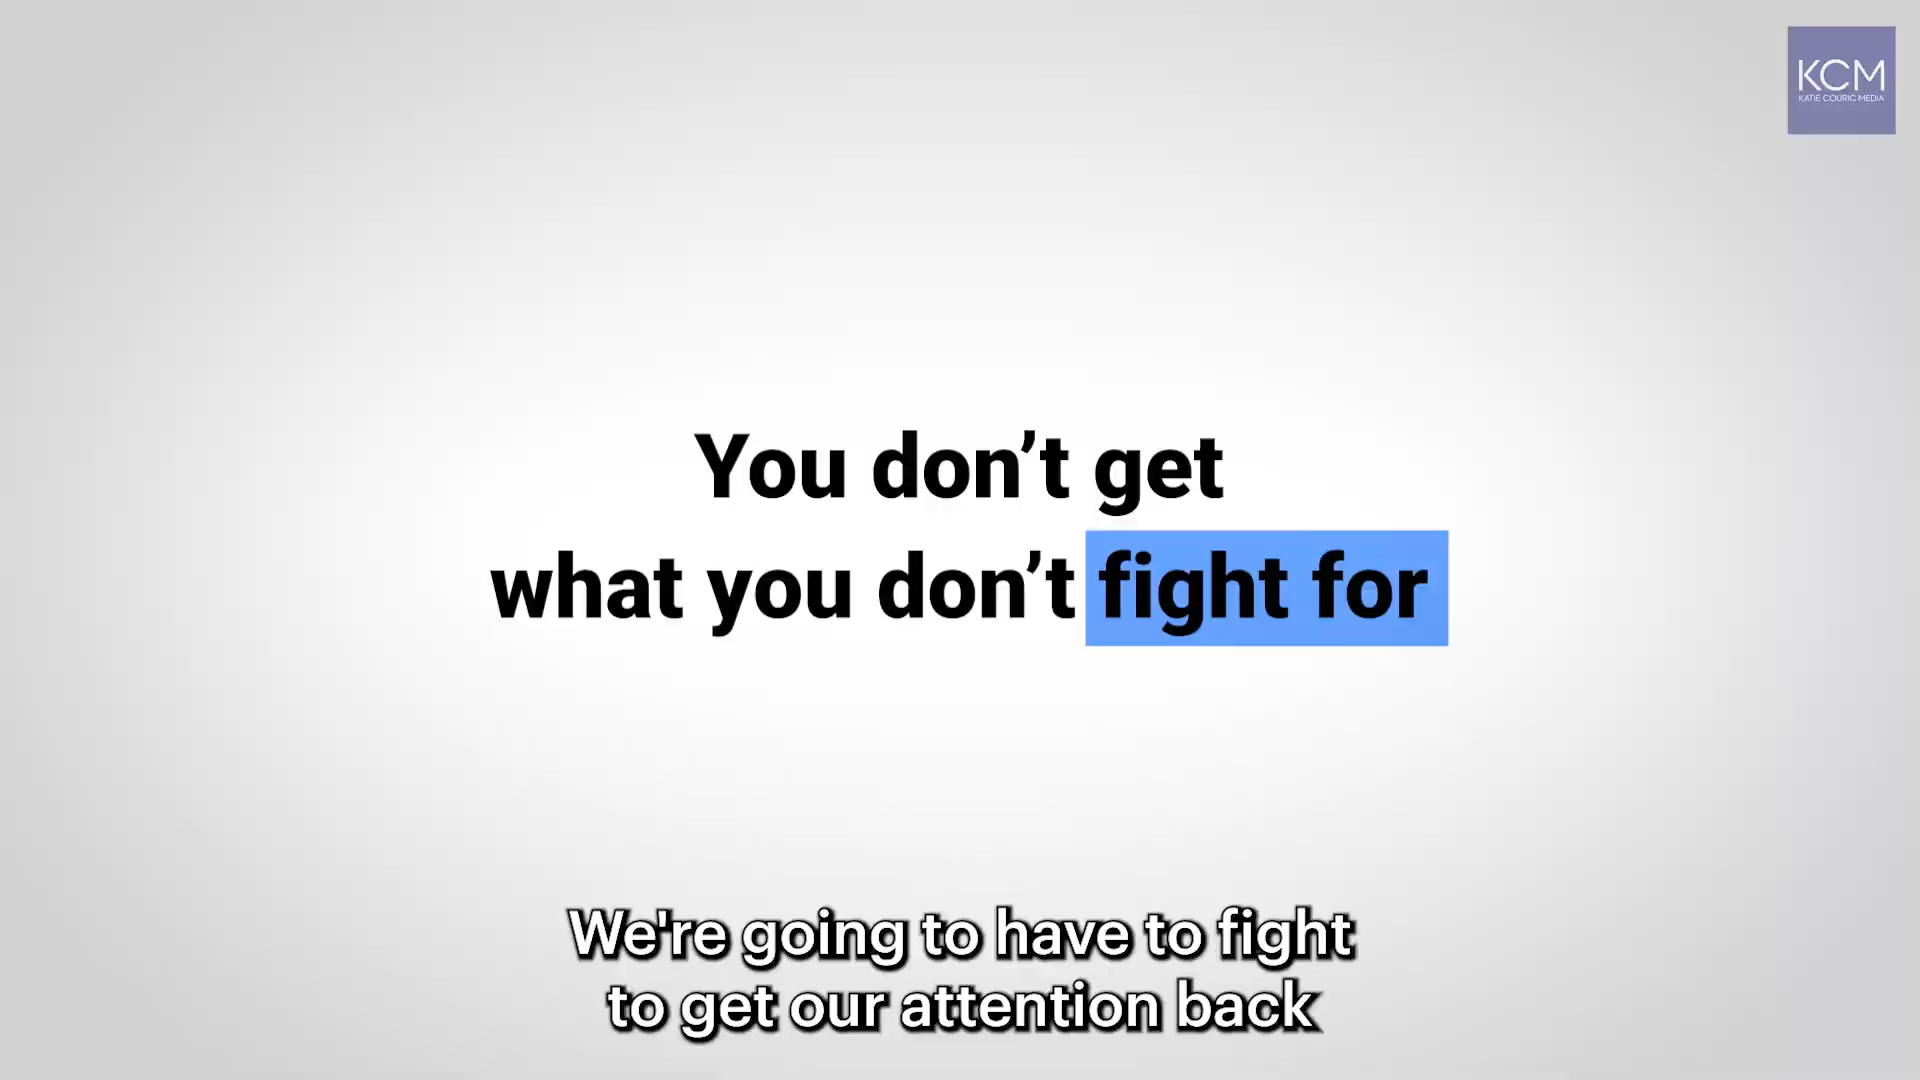 KCM
KATIE COURIC MEDIA
You don’t get
what you don’t fight for
We're going to have to fight
to get our attention back